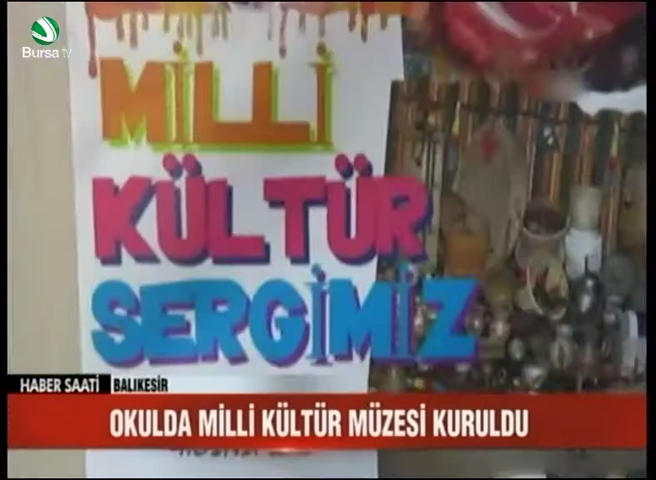 Bursa tv
MİLLİ
KÜLTÜR
SERGİMİZ
HABER SAATİ BALIKESİR
OKULDA MİLLİ KÜLTÜR MÜZESİ KURULDU